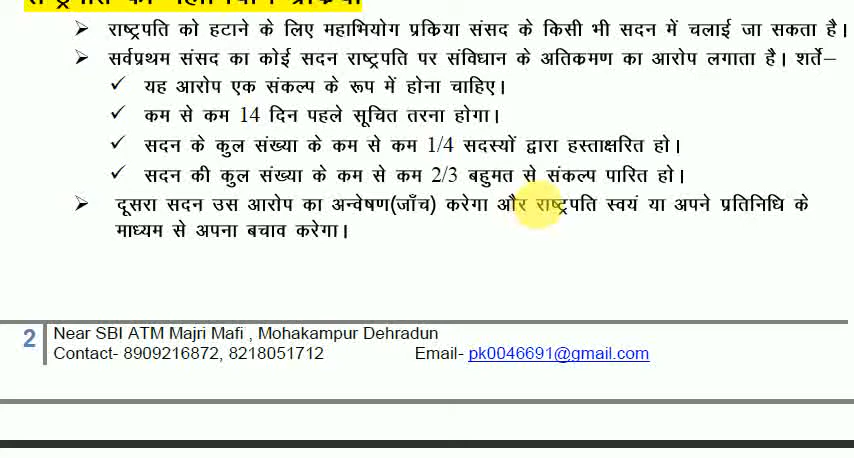 राष्ट्रपति को हटाने के लिए महाभियोग प्रकिया संसद के किसी भी सदन में चलाई जा सकता है।
सर्वप्रथम संसद का कोई सदन राष्ट्रपति पर संविधान के अतिक्रमण का आरोप लगाता है। शर्ते–
यह आरोप एक संकल्प के रूप में होना चाहिए।
कम से कम 14 दिन पहले सूचित तरना होगा।
सदन के कुल संख्या के कम से कम 1/4 सदस्यों द्वारा हस्ताक्षरित हो।
सदन की कुल संख्या के कम से कम 2/3 बहुमत से संकल्प पारित हो।
दूसरा सदन उस आरोप का अन्वेषण(जाँच) करेगा और राष्ट्रपति स्वयं या अपने प्रतिनिधि के
माध्यम से अपना बचाव करेगा।
2 Near SBI ATM Majri Mafi , Mohakampur Dehradun
Contact- 8909216872, 8218051712 Email- pk0046691@gmail.com